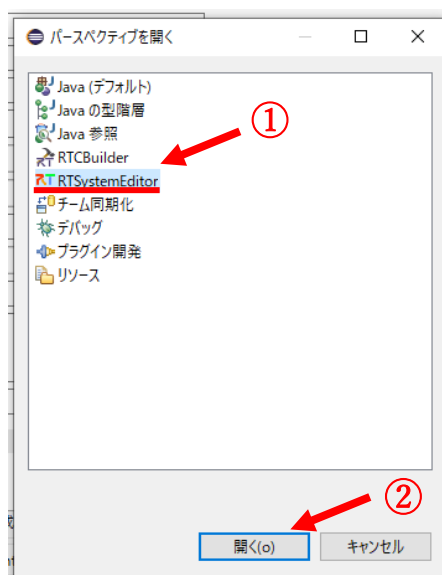 パースペクティブを開く
Java (デフォルト)
Java の型階層
①
Java 参照
RTCBuilder
RTSystemEditor
チーム同期化
デバッグ
プラグイン開発
リソース
②
開く(o)
キャンセル